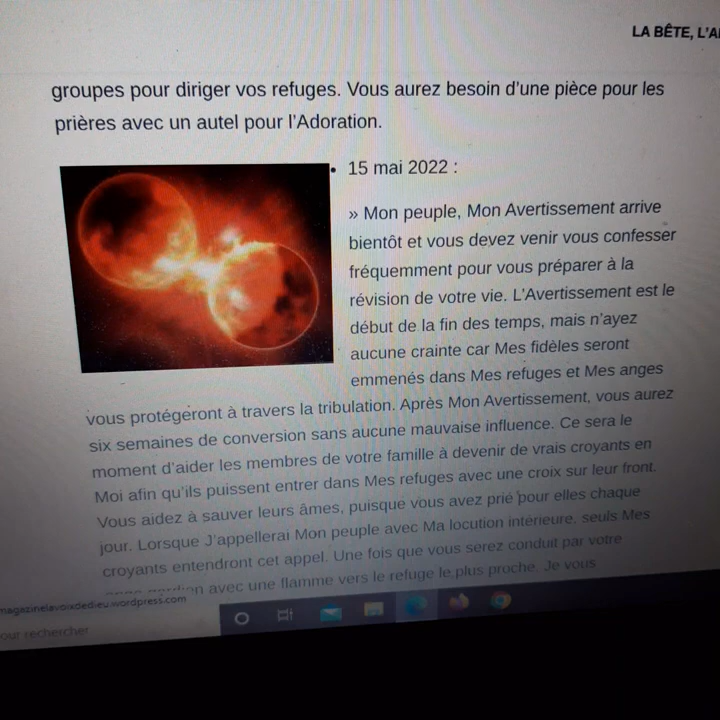 LA BÊTE, L'A
groupes pour diriger vos refuges. Vous aurez besoin d'une pièce pour les
prières avec un autel pour l'Adoration.
• 15 mai 2022 :
» Mon peuple, Mon Avertissement arrive
bientôt et vous devez venir vous confesser
fréquemment pour vous préparer à la
révision de votre vie. L'Avertissement est le
début de la fin des temps, mais n'ayez
aucune crainte car Mes fidèles seront
emmenés dans Mes refuges et Mes anges
vous protégeront à travers la tribulation. Après Mon Avertissement, vous aurez
six semaines de conversion sans aucune mauvaise influence. Ce sera le
moment d'aider les membres de votre famille à devenir de vrais croyants en
Moi afin qu'ils puissent entrer dans Mes refuges avec une croix sur leur front.
Vous aidez à sauver leurs âmes, puisque vous avez prié pour elles chaque
jour. Lorsque J'appellerai Mon peuple avec Ma locution intérieure, seuls Mes
croyants entendront cet appel. Une fois que vous serez conduit par votre
avec une flamme vers le refuge le plus proche, Je vous
magazinelavoixdedieu.wordpress.com
our rechercher